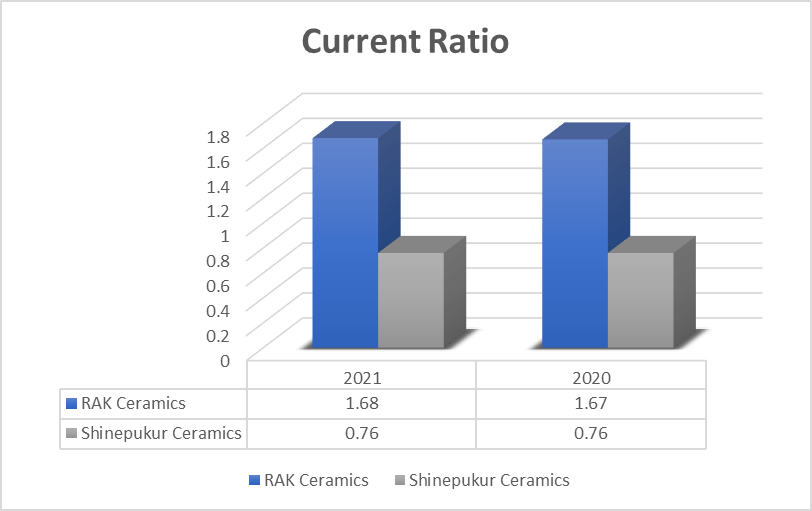 Current Ratio
1.8
1.6
1.4
1.2
1
0.8
0.6
0.4
0.2
0
2021 2020
RAK Ceramics 1.68 1.67
Shinepukur Ceramics 0.76 0.76
RAK Ceramics Shinepukur Ceramics